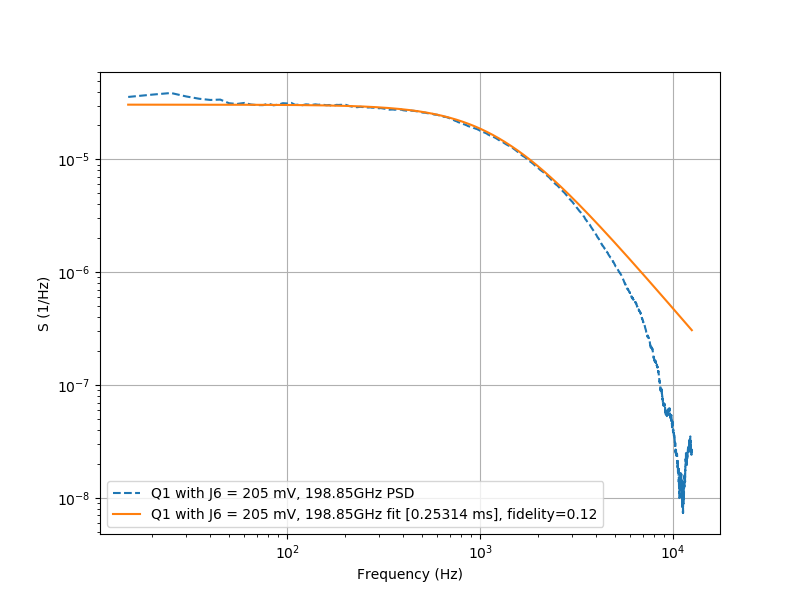 10⁻⁵
10⁻⁶
10⁻⁷
10⁻⁸
S (1/Hz)
Q1 with J6 = 205 mV, 198.85GHz PSD
Q1 with J6 = 205 mV, 198.85GHz fit [0.25314 ms], fidelity=0.12
10² 10³ 10⁴
Frequency (Hz)